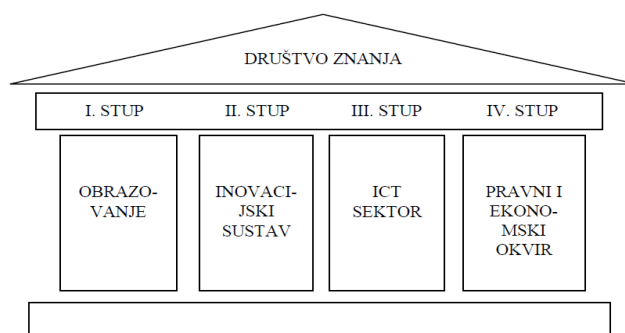 DRUŠTVO ZNANJA
I. STUP
II. STUP
III. STUP
IV. STUP
OBRAZO-
VANJE
INOVACI-
JSKI
SUSTAV
ICT
SEKTOR
PRAVNI I
EKONO-
MSKI
OKVIR